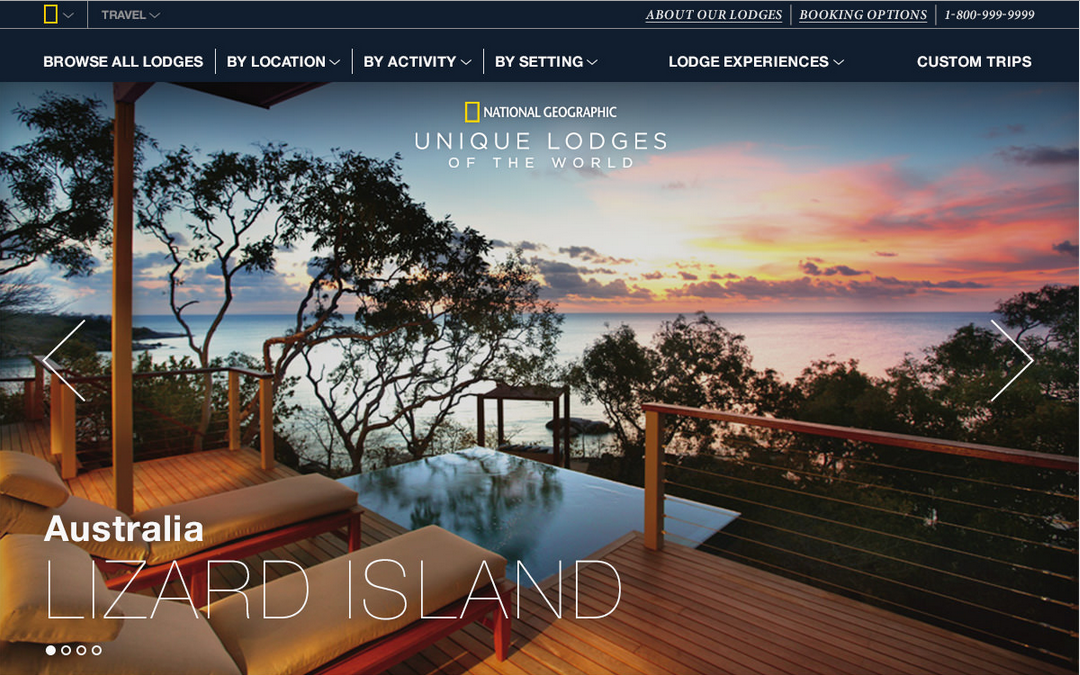 TRAVEL
ABOUT OUR LODGES
BOOKING OPTIONS
1-800-999-9999
BROWSE ALL LODGES
BY LOCATION
BY ACTIVITY
BY SETTING
LODGE EXPERIENCES
CUSTOM TRIPS
NATIONAL GEOGRAPHIC
UNIQUE LODGES
OF THE WORLD
Australia
LIZARD ISLAND